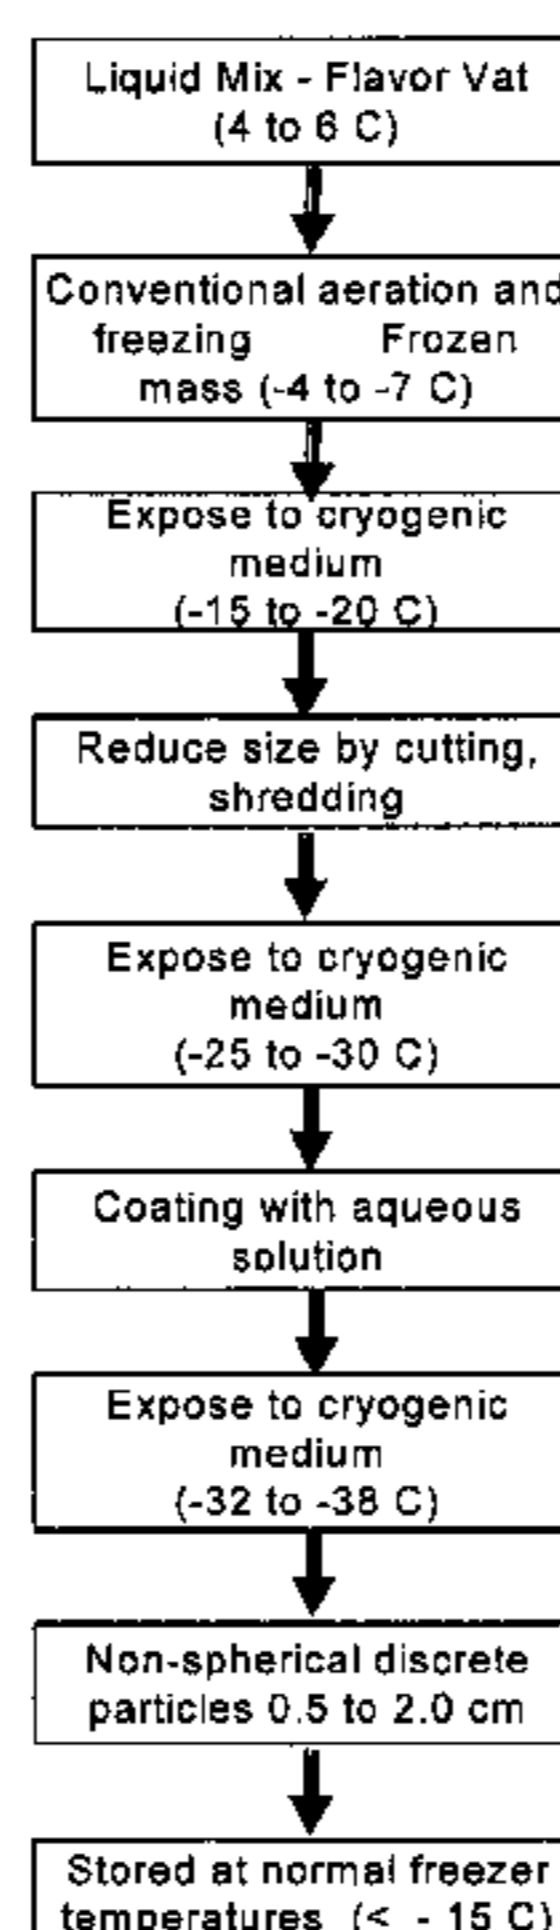 Liquid Mix - Flavor Vat
(4 to 6 C)
Conventional aeration and
freezing Frozen
mass (-4 to -7 C)
Expose to cryogenic
medium
(-15 to -20 C)
Reduce size by cutting,
shredding
Expose to cryogenic
medium
(-25 to -30 C)
Coating with aqueous
solution
Expose to cryogenic
medium
(-32 to -38 C)
Non-spherical discrete
particles 0.5 to 2.0 cm
Stored at normal freezer
temperatures (< - 15 C)